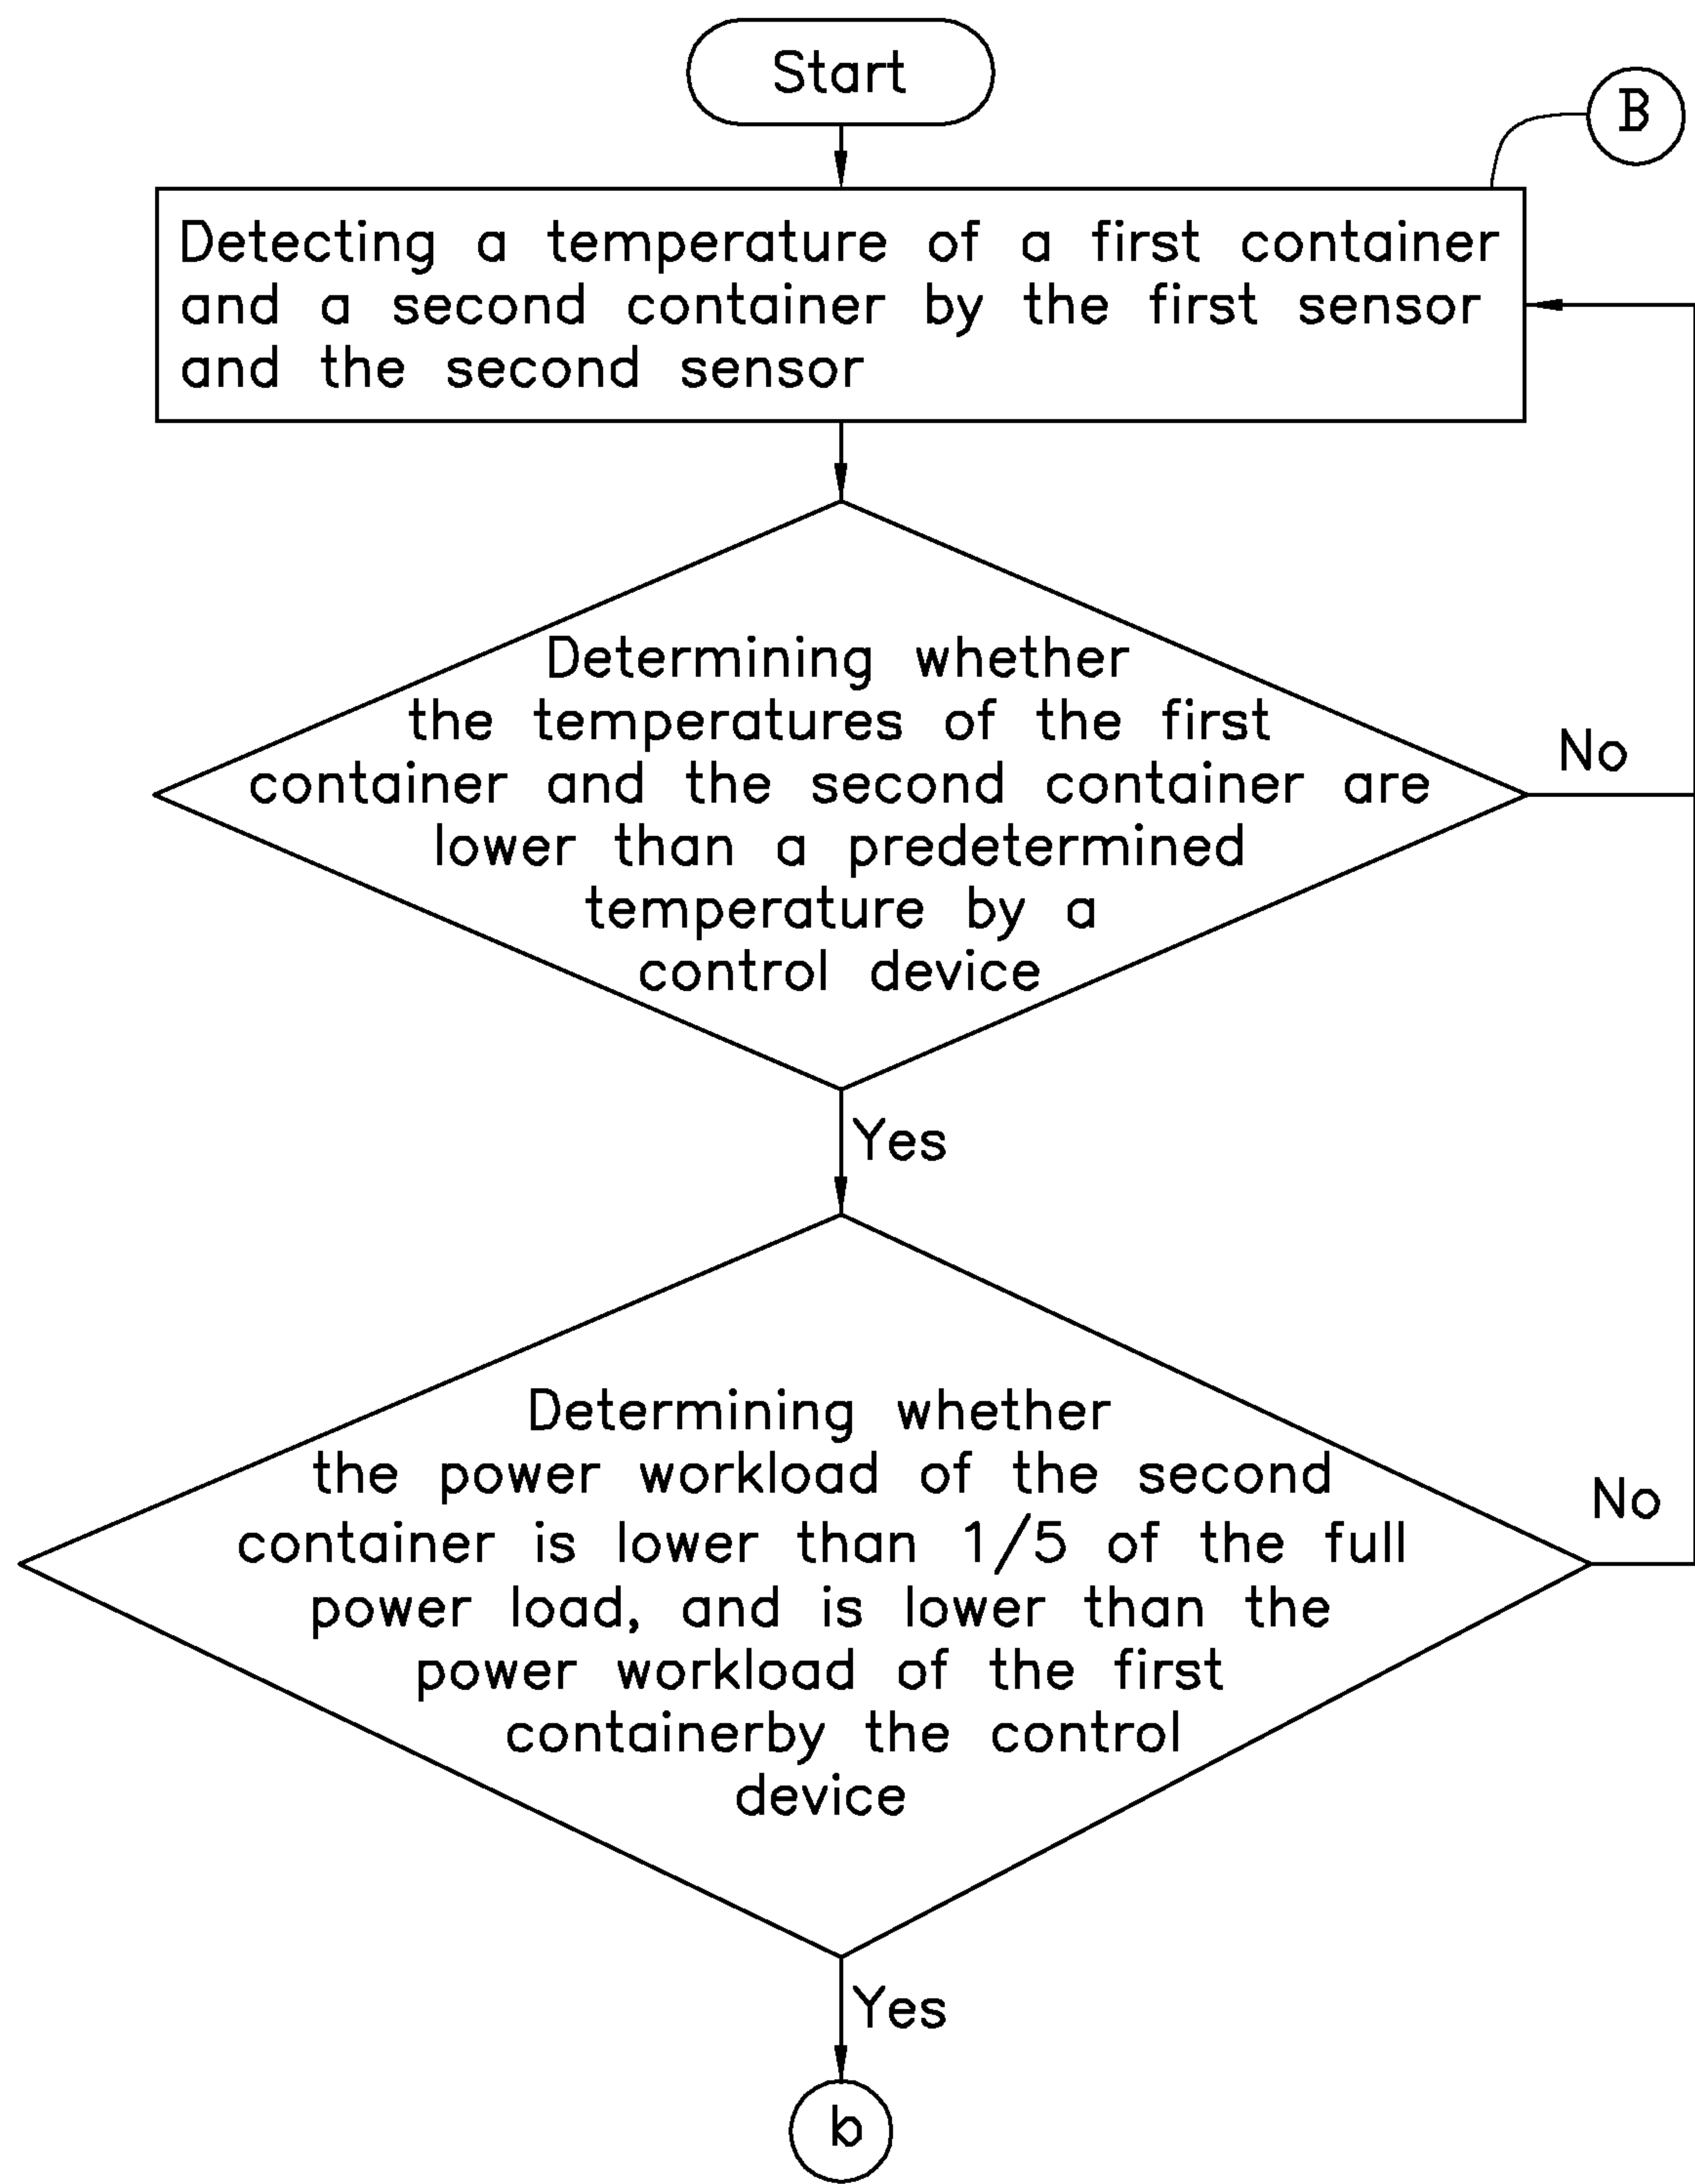 Start
B
Detecting a temperature of a first container
and a second container by the first sensor
and the second sensor
Determining whether
the temperatures of the first
container and the second container are
lower than a predetermined
temperature by a
control device
No
Yes
Determining whether
the power workload of the second
container is lower than 1/5 of the full
power load, and is lower than the
power workload of the first
containerby the control
device
No
Yes
b